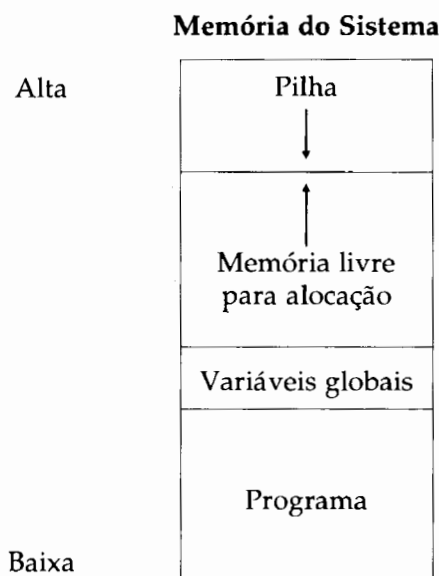 Memória do Sistema
Alta
Pilha
Memória livre
para alocação
Variáveis globais
Programa
Baixa